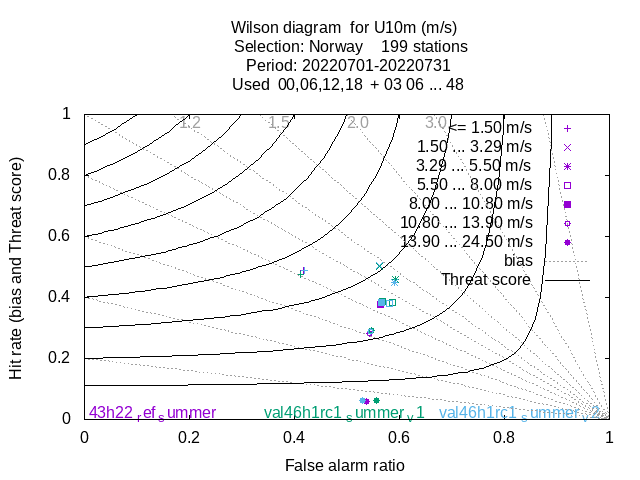 Wilson diagram  for U10m (m/s)
Selection: Norway    199 stations
Period: 20220701-20220731
Used  00,06,12,18  + 03 06 ... 48
Hit rate (bias and Threat score)
1
0.8
0.6
0.4
0.2
0
1.2
1.5
2.0
3.0
<= 1.50 m/s
1.50 ... 3.29 m/s
3.29 ... 5.50 m/s
5.50 ... 8.00 m/s
8.00 ... 10.80 m/s
10.80 ... 13.90 m/s
13.90 ... 24.50 m/s
bias
Threat score
43h22ref summer val46h1rc1summerv1 val46h1rc1summerv2
0 0.2 0.4 0.6 0.8 1
False alarm ratio